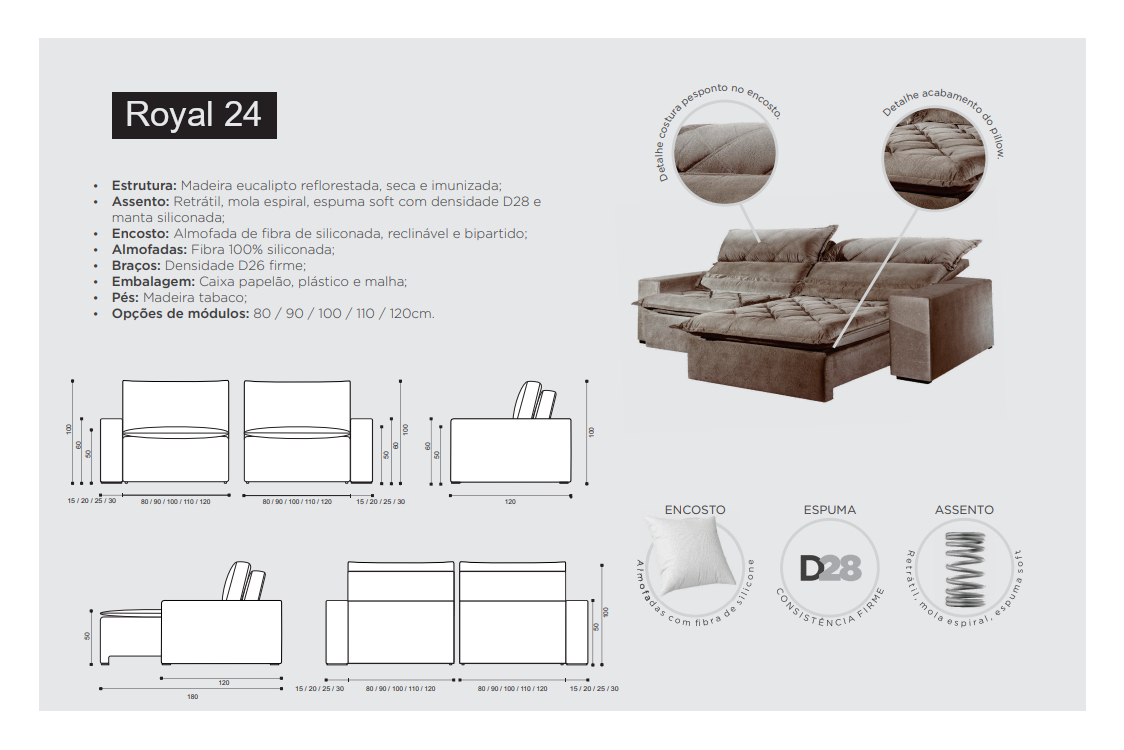 Royal 24
• Estrutura: Madeira eucalipto reflorestada, seca e imunizada;
• Assento: Retrátil, mola espiral, espuma soft com densidade D28 e
manta siliconada;
• Encosto: Almofada de fibra de siliconada, reclinável e bipartido;
• Almofadas: Fibra 100% siliconada;
• Braços: Densidade D26 firme;
• Embalagem: Caixa papelão, plástico e malha;
• Pés: Madeira tabaco;
• Opções de módulos: 80 / 90 / 100 / 110 / 120cm.
Detalhe costura pesponto no encosto.
Detalhe acabamento do pillow.
100
60
50
15 / 20 / 25 / 30
80 / 90 / 100 / 110 / 120
80 / 90 / 100 / 110 / 120
15 / 20 / 25 / 30
50
60
100
60
50
120
100
50
120
180
15 / 20 / 25 / 30
80 / 90 / 100 / 110 / 120
80 / 90 / 100 / 110 / 120
15 / 20 / 25 / 30
50
100
ENCOSTO
Almofadas com fibra de silicone
ESPUMA
D28
CONSISTÊNCIA FIRME
ASSENTO
Retrátil, mola espiral, espuma soft